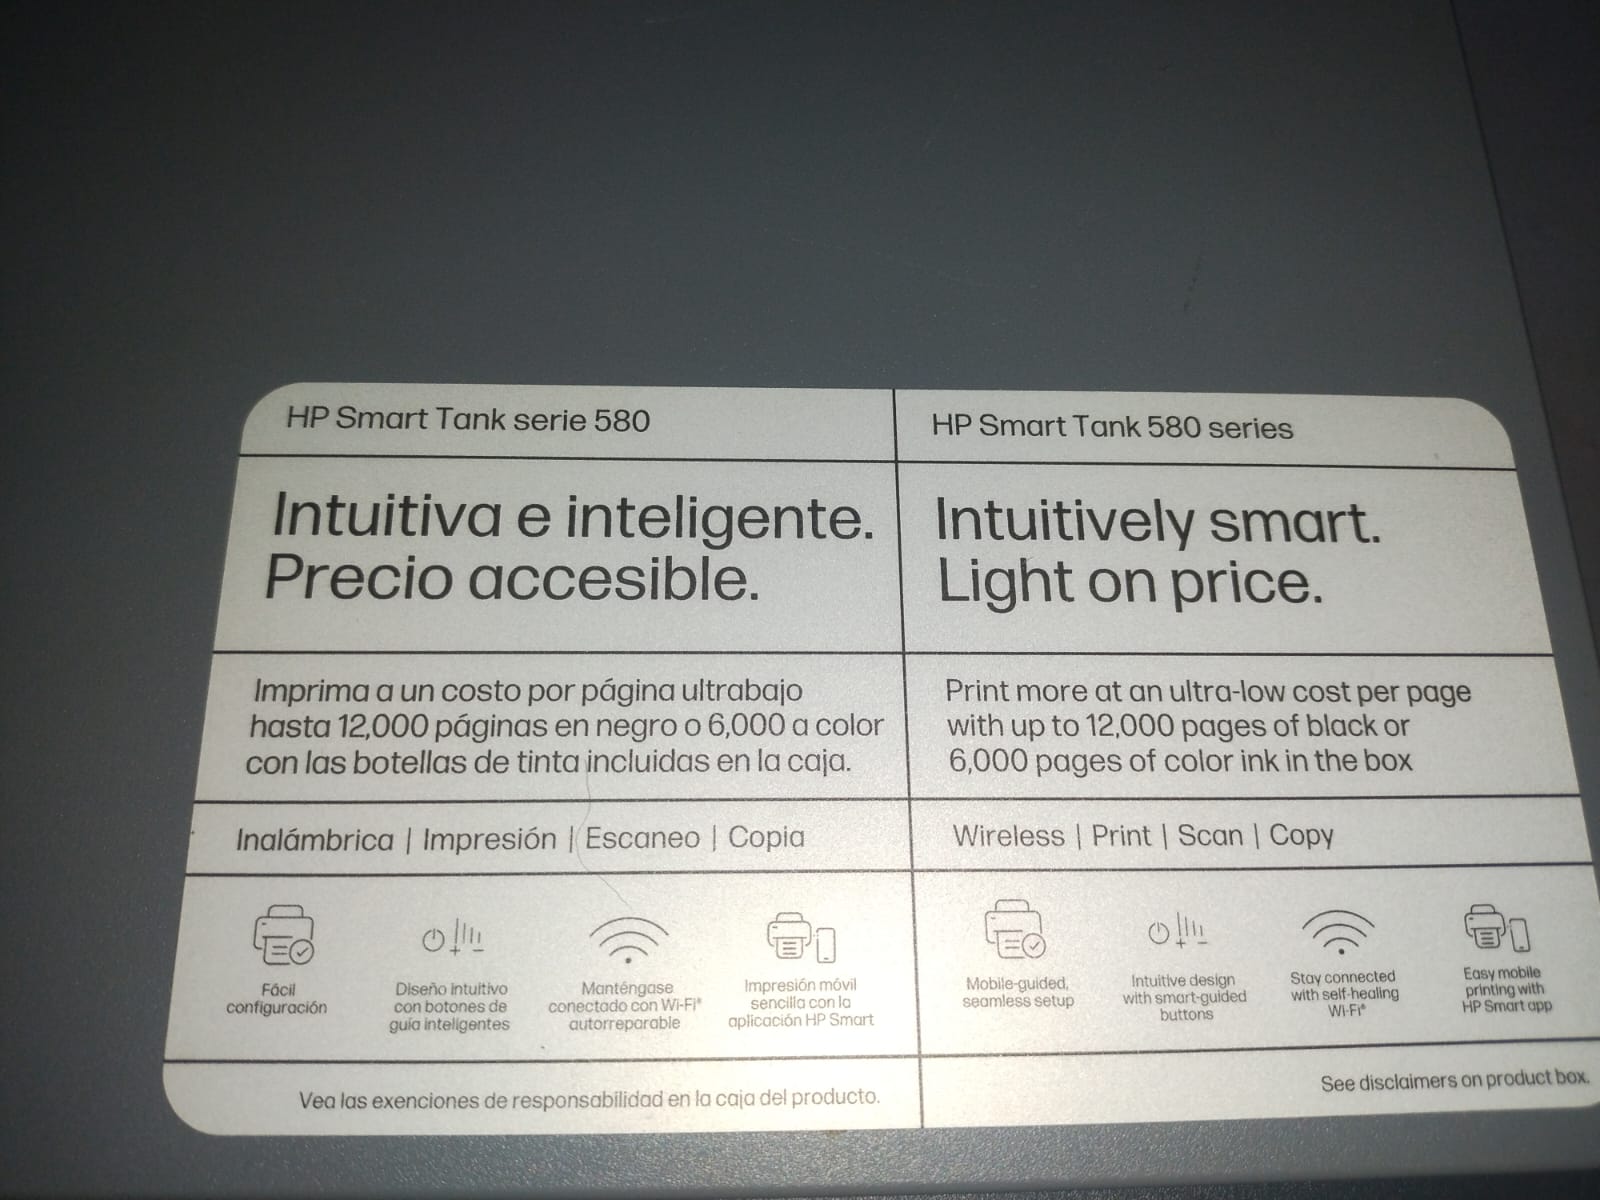 HP Smart Tank serie 580
Intuitiva e inteligente.
Precio accesible.
Imprima a un costo por página ultrabajo
hasta 12,000 páginas en negro o 6,000 a color
con las botellas de tinta incluidas en la caja.
Inalámbrica | Impresión | Escaneo | Copia
Fácil
configuración
Diseño intuitivo
con botones de
guía inteligentes
Manténgase
conectado con Wi-Fi®
autorreparable
Impresión móvil
sencilla con la
aplicación HP Smart
Vea las exenciones de responsabilidad en la caja del producto.
HP Smart Tank 580 series
Intuitively smart.
Light on price.
Print more at an ultra-low cost per page
with up to 12,000 pages of black or
6,000 pages of color ink in the box
Wireless | Print | Scan | Copy
Mobile-guided,
seamless setup
Intuitive design
with smart-guided
buttons
Stay connected
with self-healing
Wi-Fi®
Easy mobile
printing with
HP Smart app
See disclaimers on product box.